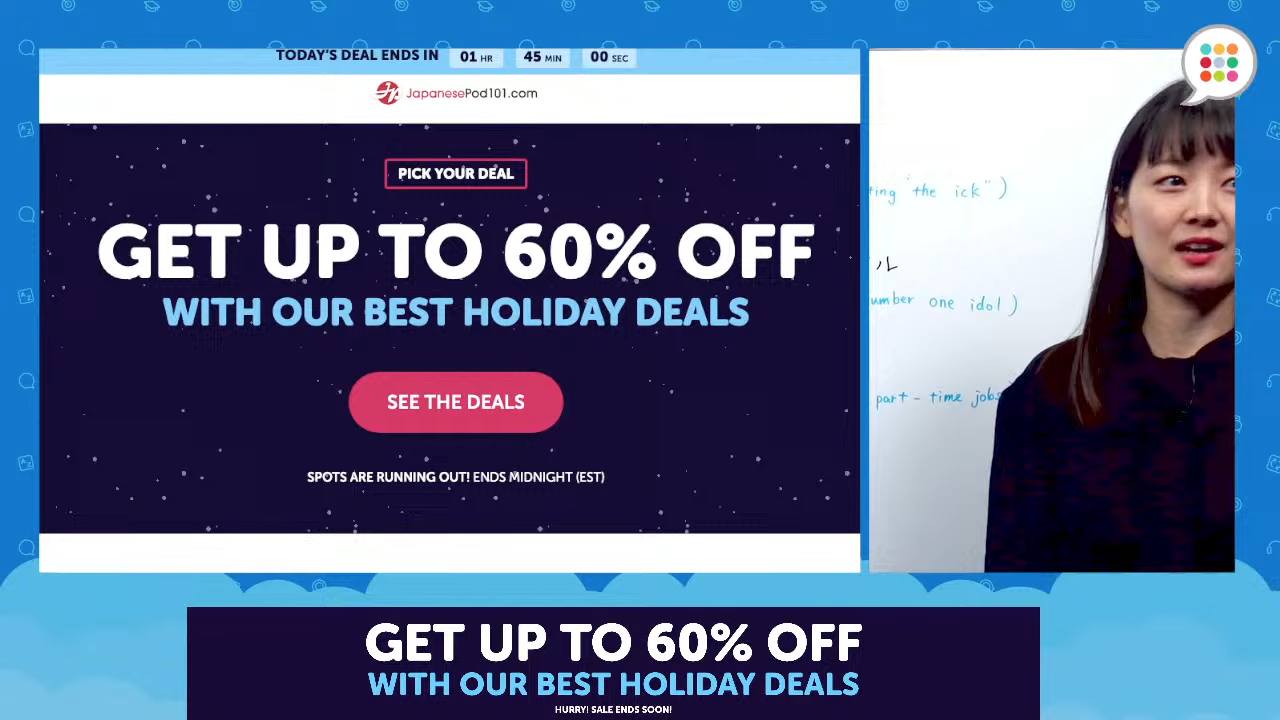 TODAY'S DEAL ENDS IN 01 HR 45 MIN 00 SEC
JapanesePod101.com
PICK YOUR DEAL
GET UP TO 60% OFF
WITH OUR BEST HOLIDAY DEALS
SEE THE DEALS
SPOTS ARE RUNNING OUT! ENDS MIDNIGHT (EST)
ting "the ick")
ル
umber one idol)
part-time jobs
GET UP TO 60% OFF
WITH OUR BEST HOLIDAY DEALS
HURRY! SALE ENDS SOON!